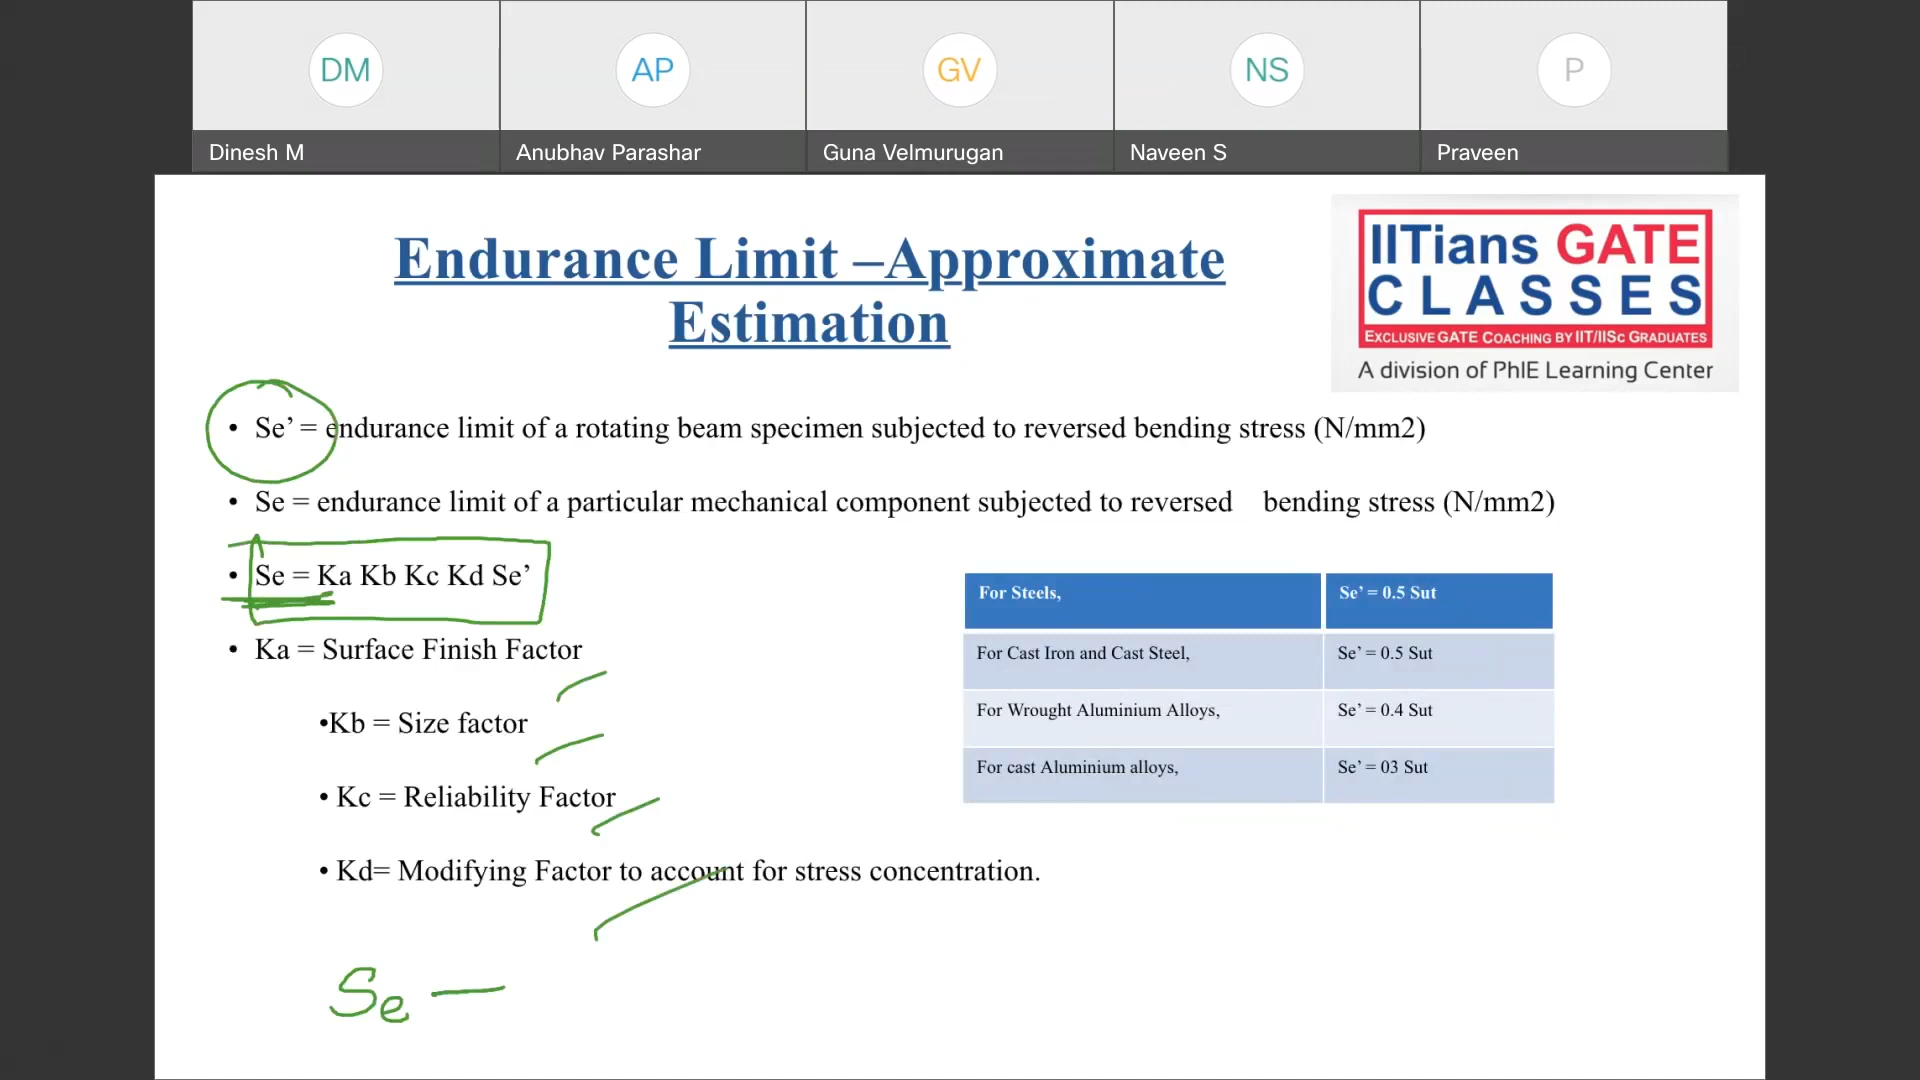 DM
AP
GV
NS
P
Dinesh M
Anubhav Parashar
Guna Velmurugan
Naveen S
Praveen
Endurance Limit –Approximate
Estimation
IITians GATE
CLASSES
EXCLUSIVE GATE COACHING BY IIT/IISC GRADUATES
A division of PhIE Learning Center
• Se’ = endurance limit of a rotating beam specimen subjected to reversed bending stress (N/mm2)
• Se = endurance limit of a particular mechanical component subjected to reversed bending stress (N/mm2)
• Se = Ka Kb Kc Kd Se’
• Ka = Surface Finish Factor
•Kb = Size factor
• Kc = Reliability Factor
• Kd= Modifying Factor to account for stress concentration.
For Steels, Se’ = 0.5 Sut
For Cast Iron and Cast Steel, Se’ = 0.5 Sut
For Wrought Aluminium Alloys, Se’ = 0.4 Sut
For cast Aluminium alloys, Se’ = 03 Sut
Se —